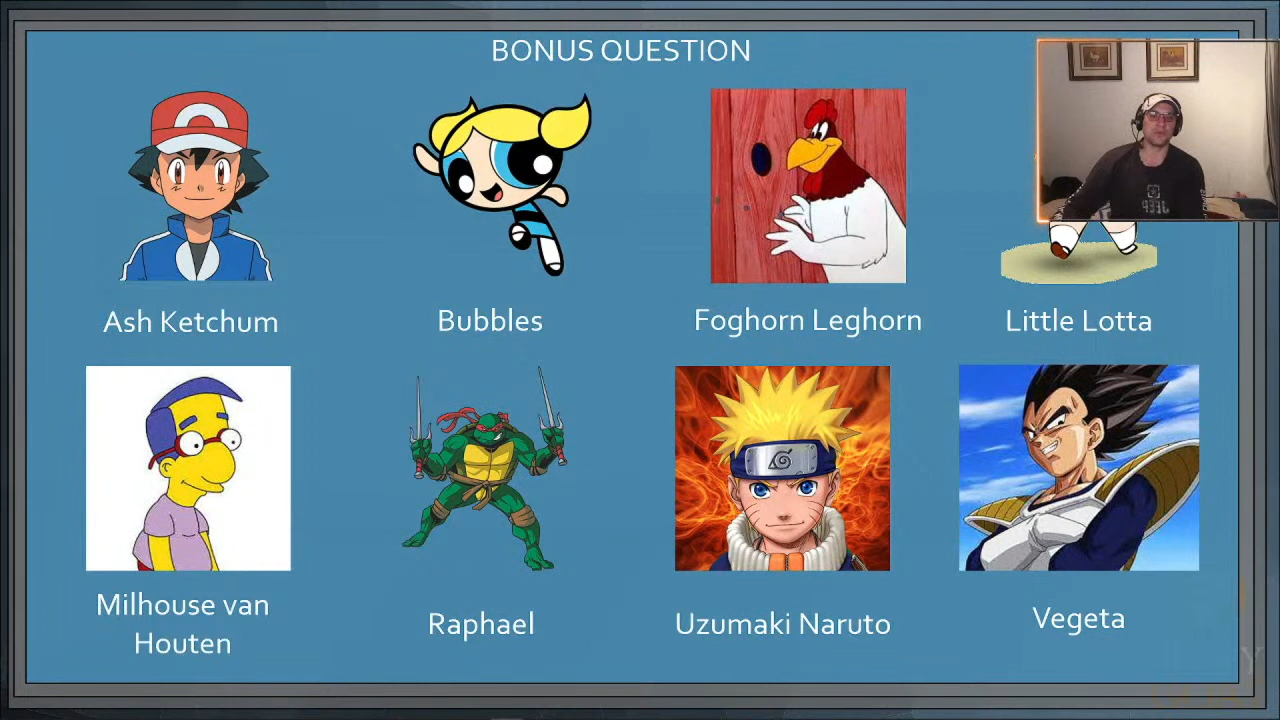 BONUS QUESTION
Ash Ketchum
Bubbles
Foghorn Leghorn
Little Lotta
Milhouse van
Houten
Raphael
Uzumaki Naruto
Vegeta